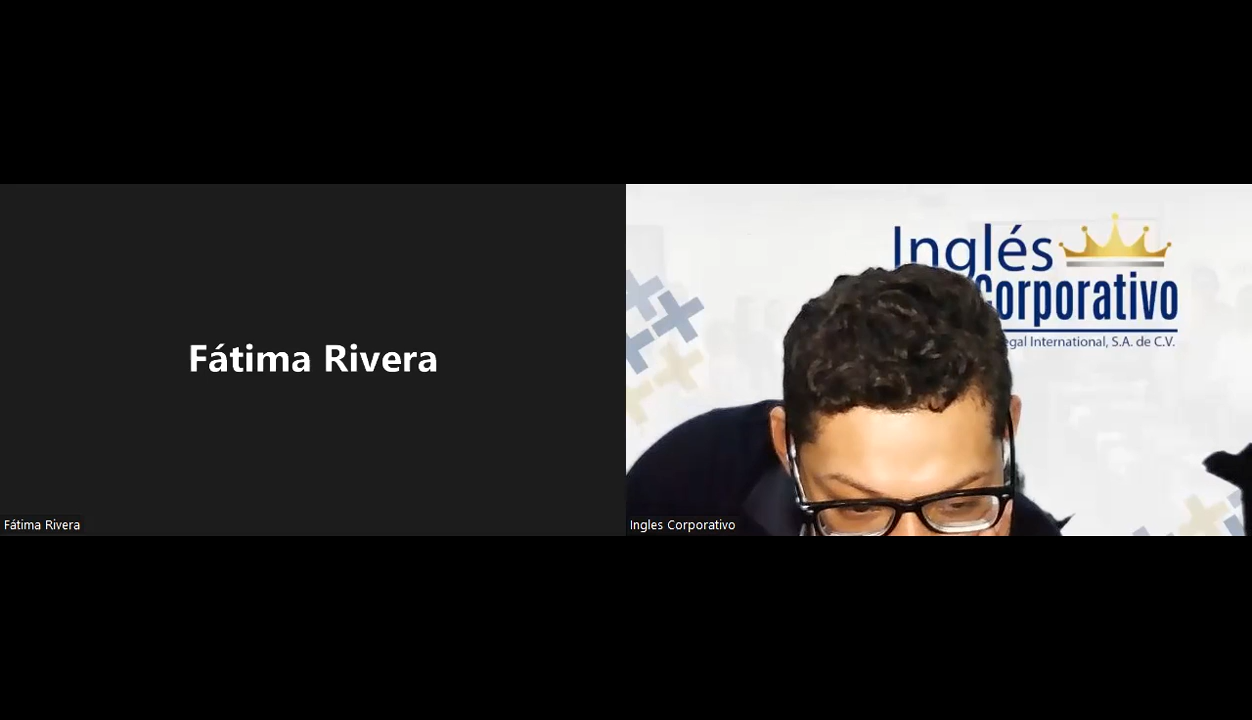 Fátima Rivera
Fátima Rivera
Inglés
Corporativo
egal International, S.A. de C.V.
Ingles Corporativo